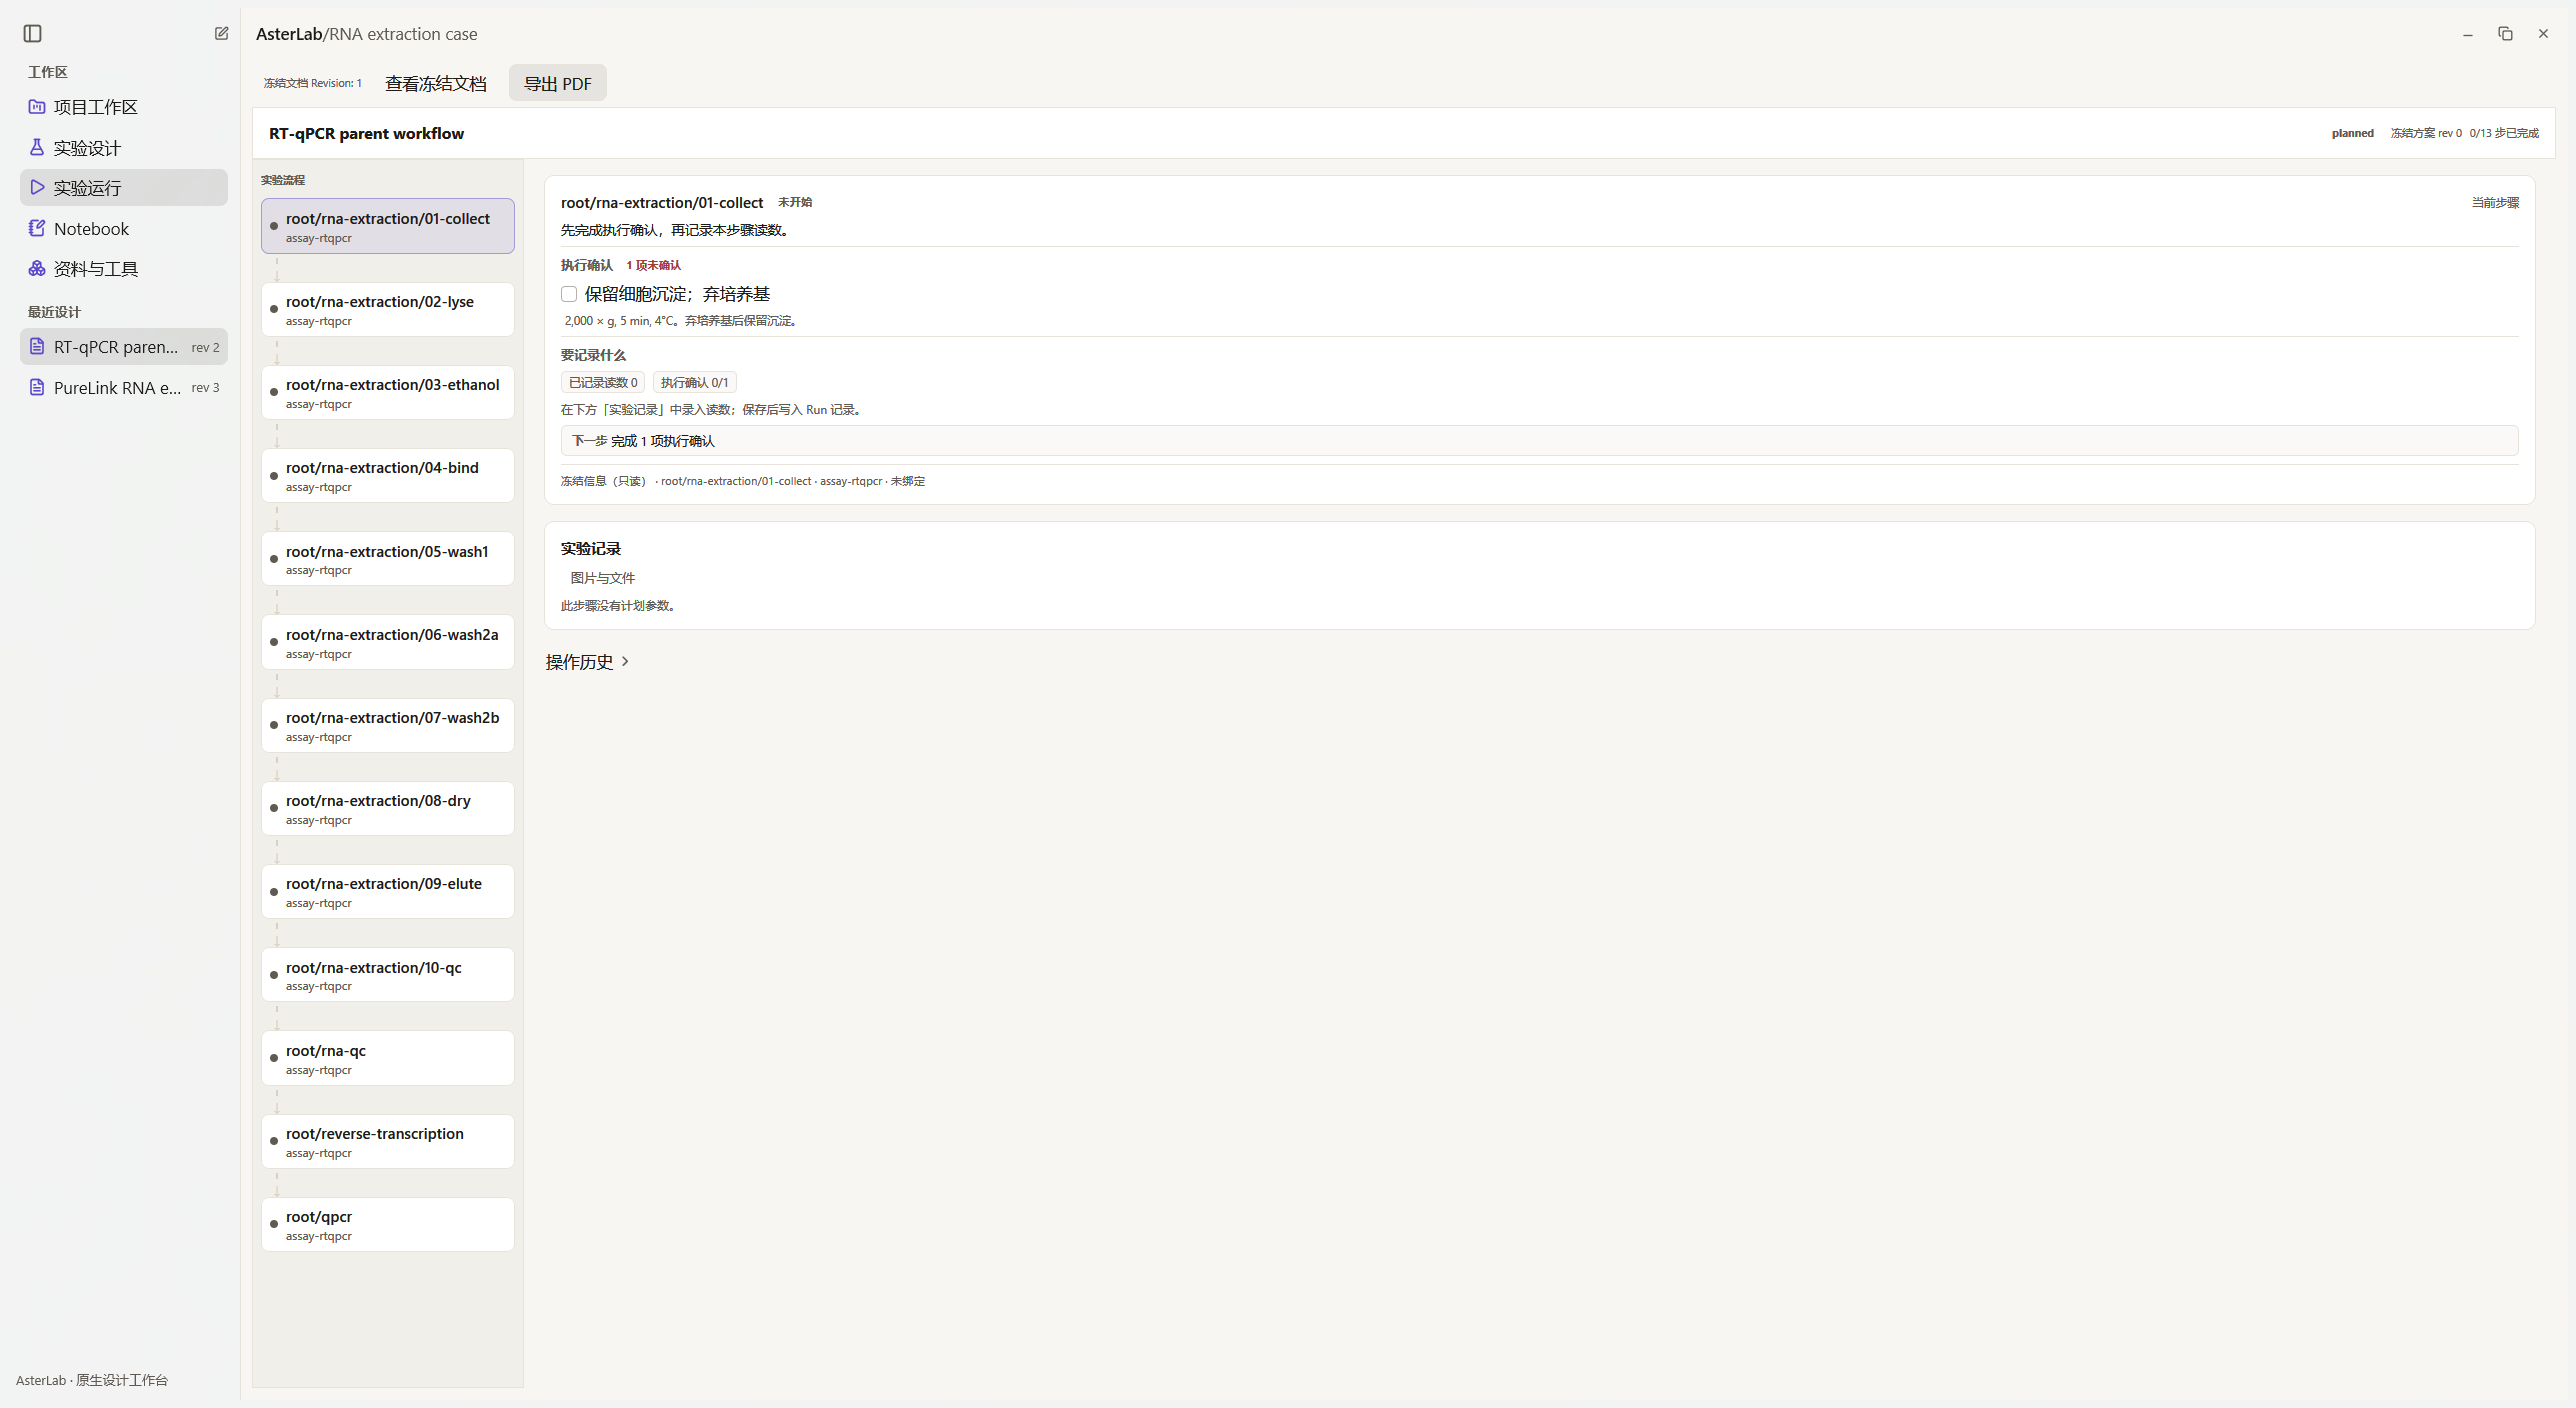 AsterLab/RNA extraction case
工作区
项目工作区
实验设计
实验运行
Notebook
资料与工具
最近设计
RT-qPCR paren... rev 2
PureLink RNA e... rev 3
AsterLab · 原生设计工作台
冻结文档 Revision: 1 查看冻结文档 导出 PDF
RT-qPCR parent workflow planned 冻结方案 rev 0 0/13 步已完成
实验流程
root/rna-extraction/01-collect
assay-rtqpcr
root/rna-extraction/02-lyse
assay-rtqpcr
root/rna-extraction/03-ethanol
assay-rtqpcr
root/rna-extraction/04-bind
assay-rtqpcr
root/rna-extraction/05-wash1
assay-rtqpcr
root/rna-extraction/06-wash2a
assay-rtqpcr
root/rna-extraction/07-wash2b
assay-rtqpcr
root/rna-extraction/08-dry
assay-rtqpcr
root/rna-extraction/09-elute
assay-rtqpcr
root/rna-extraction/10-qc
assay-rtqpcr
root/rna-qc
assay-rtqpcr
root/reverse-transcription
assay-rtqpcr
root/qpcr
assay-rtqpcr
root/rna-extraction/01-collect 未开始 当前步骤
先完成执行确认，再记录本步骤读数。
执行确认 1 项未确认
保留细胞沉淀；弃培养基
2,000 × g, 5 min, 4°C。弃培养基后保留沉淀。
要记录什么
已记录读数 0 执行确认 0/1
在下方「实验记录」中录入读数；保存后写入 Run 记录。
下一步 完成 1 项执行确认
冻结信息（只读） · root/rna-extraction/01-collect · assay-rtqpcr · 未绑定
实验记录
图片与文件
此步骤没有计划参数。
操作历史